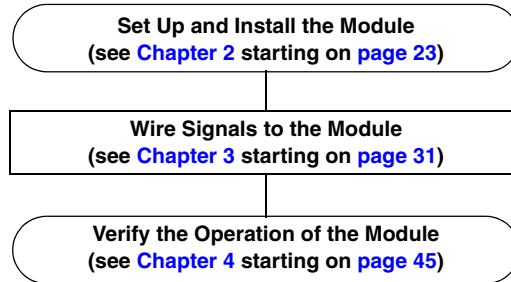 Set Up and Install the Module
(see Chapter 2 starting on page 23)
Wire Signals to the Module
(see Chapter 3 starting on page 31)
Verify the Operation of the Module
(see Chapter 4 starting on page 45)